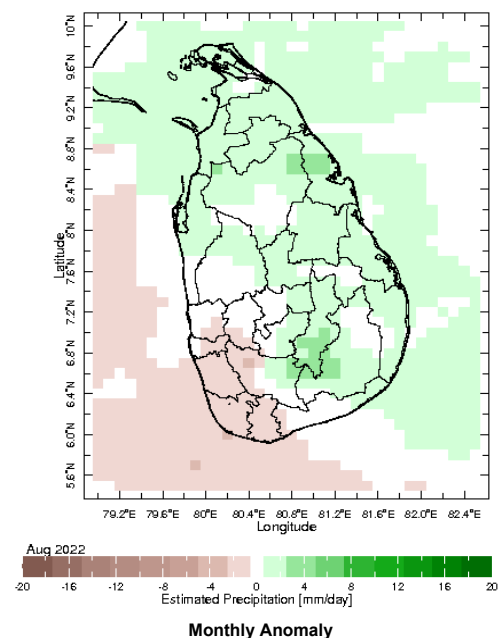 10°N
9.6°N
9.2°N
8.8°N
8.4°N
8°N
7.6°N
7.2°N
6.8°N
6.4°N
6.0°N
5.6°N
Latitude
79.2°E 79.6°E 80°E 80.4°E 80.8°E 81.2°E 81.6°E 82.0°E 82.4°E
Longitude
Aug 2022
-20 -16 -12 -8 -4 0 4 8 12 16 20
Estimated Precipitation [mm/day]
Monthly Anomaly